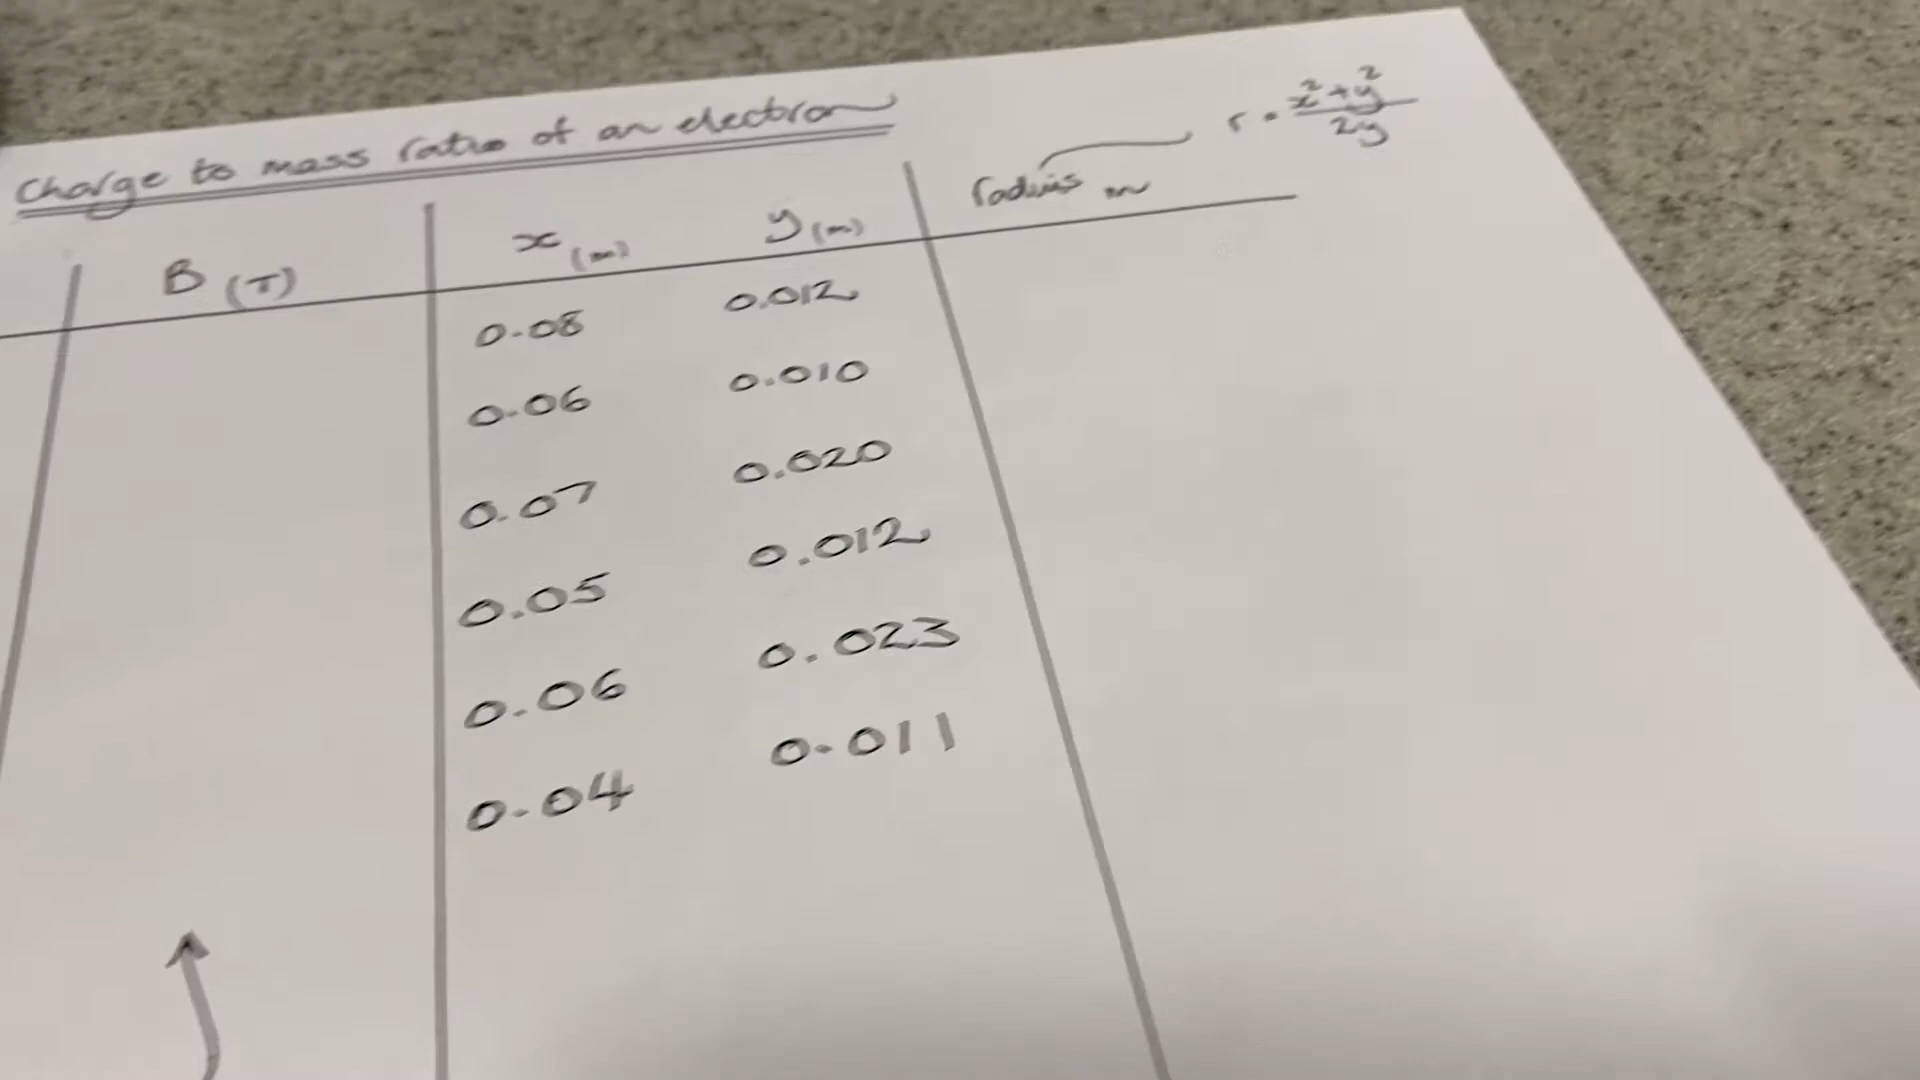 Charge to mass ratio of an electron
r = x²+y²/2y
B (T) x (m) y (m) radius m
0.08 0.012
0.06 0.010
0.07 0.020
0.05 0.012
0.06 0.023
0.04 0.011